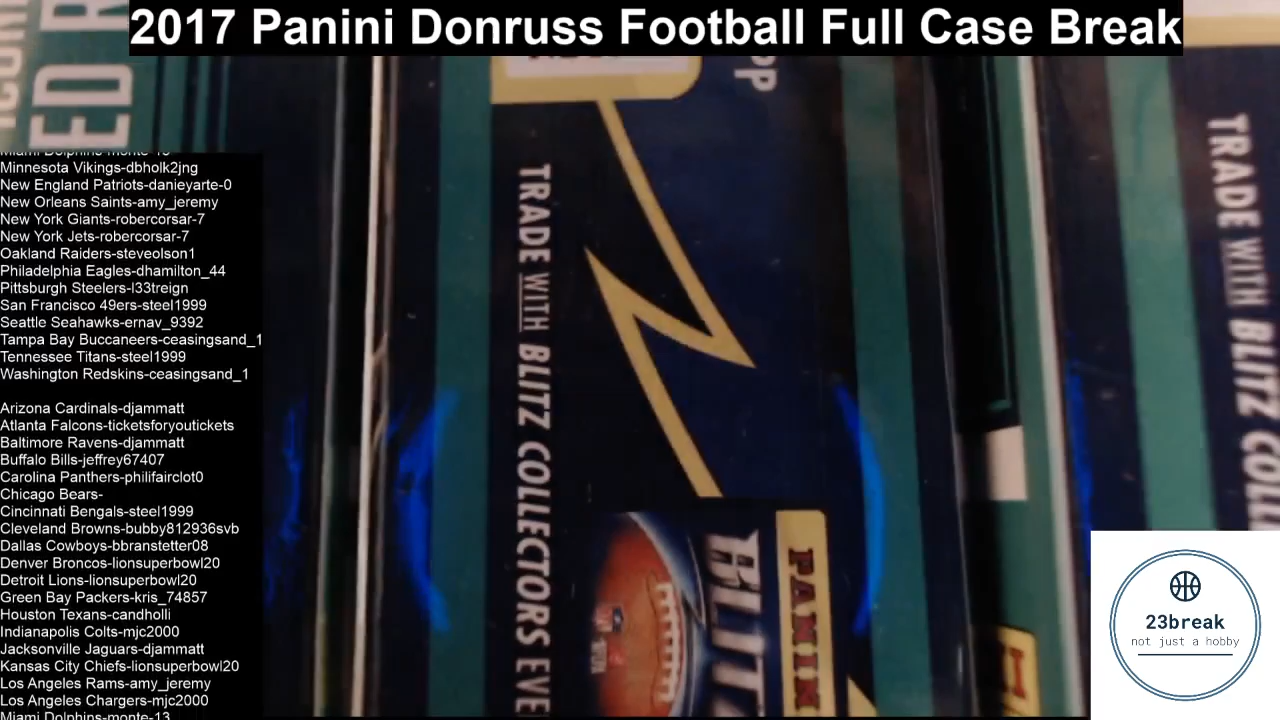 2017 Panini Donruss Football Full Case Break
ED
Miami Dolphins-monte-13
Minnesota Vikings-dbholk2jng
New England Patriots-danieyarte-0
New Orleans Saints-amy_jeremy
New York Giants-robercorsar-7
New York Jets-robercorsar-7
Oakland Raiders-steveolson1
Philadelphia Eagles-dhamilton_44
Pittsburgh Steelers-l33treign
San Francisco 49ers-steel1999
Seattle Seahawks-ernav_9392
Tampa Bay Buccaneers-ceasingsand_1
Tennessee Titans-steel1999
Washington Redskins-ceasingsand_1
Arizona Cardinals-djammatt
Atlanta Falcons-ticketsforyoutickets
Baltimore Ravens-djammatt
Buffalo Bills-jeffrey67407
Carolina Panthers-philifairclot0
Chicago Bears-
Cincinnati Bengals-steel1999
Cleveland Browns-bubby812936svb
Dallas Cowboys-bbranstetter08
Denver Broncos-lionsuperbowl20
Detroit Lions-lionsuperbowl20
Green Bay Packers-kris_74857
Houston Texans-candholli
Indianapolis Colts-mjc2000
Jacksonville Jaguars-djammatt
Kansas City Chiefs-lionsuperbowl20
Los Angeles Rams-amy_jeremy
Los Angeles Chargers-mjc2000
Miami Dolphins-monte-13
TRADE WITH BLITZ COLLECTORS EVE
PANINI
BLITZ
TRADE WITH BLITZ COLL
23break
not just a hobby